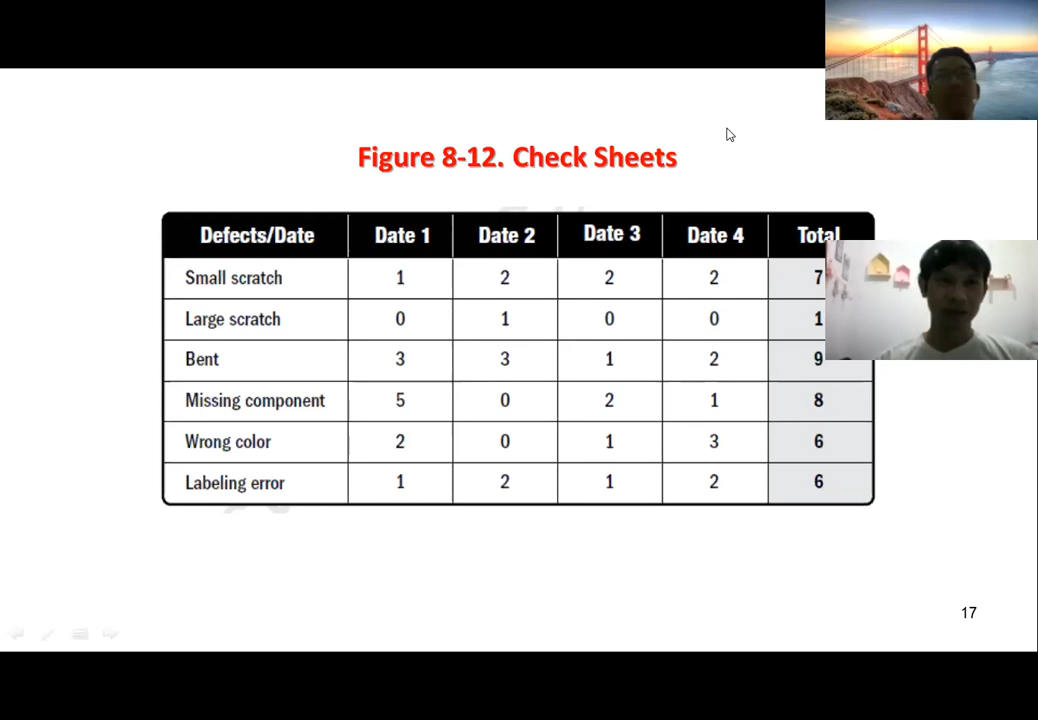 Figure 8-12. Check Sheets
Defects/Date Date 1 Date 2 Date 3 Date 4 Total
Small scratch 1 2 2 2 7
Large scratch 0 1 0 0 1
Bent 3 3 1 2 9
Missing component 5 0 2 1 8
Wrong color 2 0 1 3 6
Labeling error 1 2 1 2 6
17